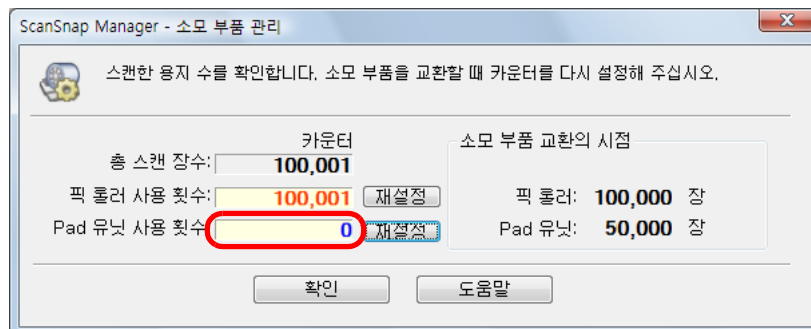 ScanSnap Manager - 소모 부품 관리
스캔한 용지 수를 확인합니다. 소모 부품을 교환할 때 카운터를 다시 설정해 주십시오.
카운터
총 스캔 장수: 100,001
픽 롤러 사용 횟수: 100,001 재설정
Pad 유닛 사용 횟수 0 재설정
소모 부품 교환의 시점
픽 롤러: 100,000 장
Pad 유닛: 50,000 장
확인 도움말